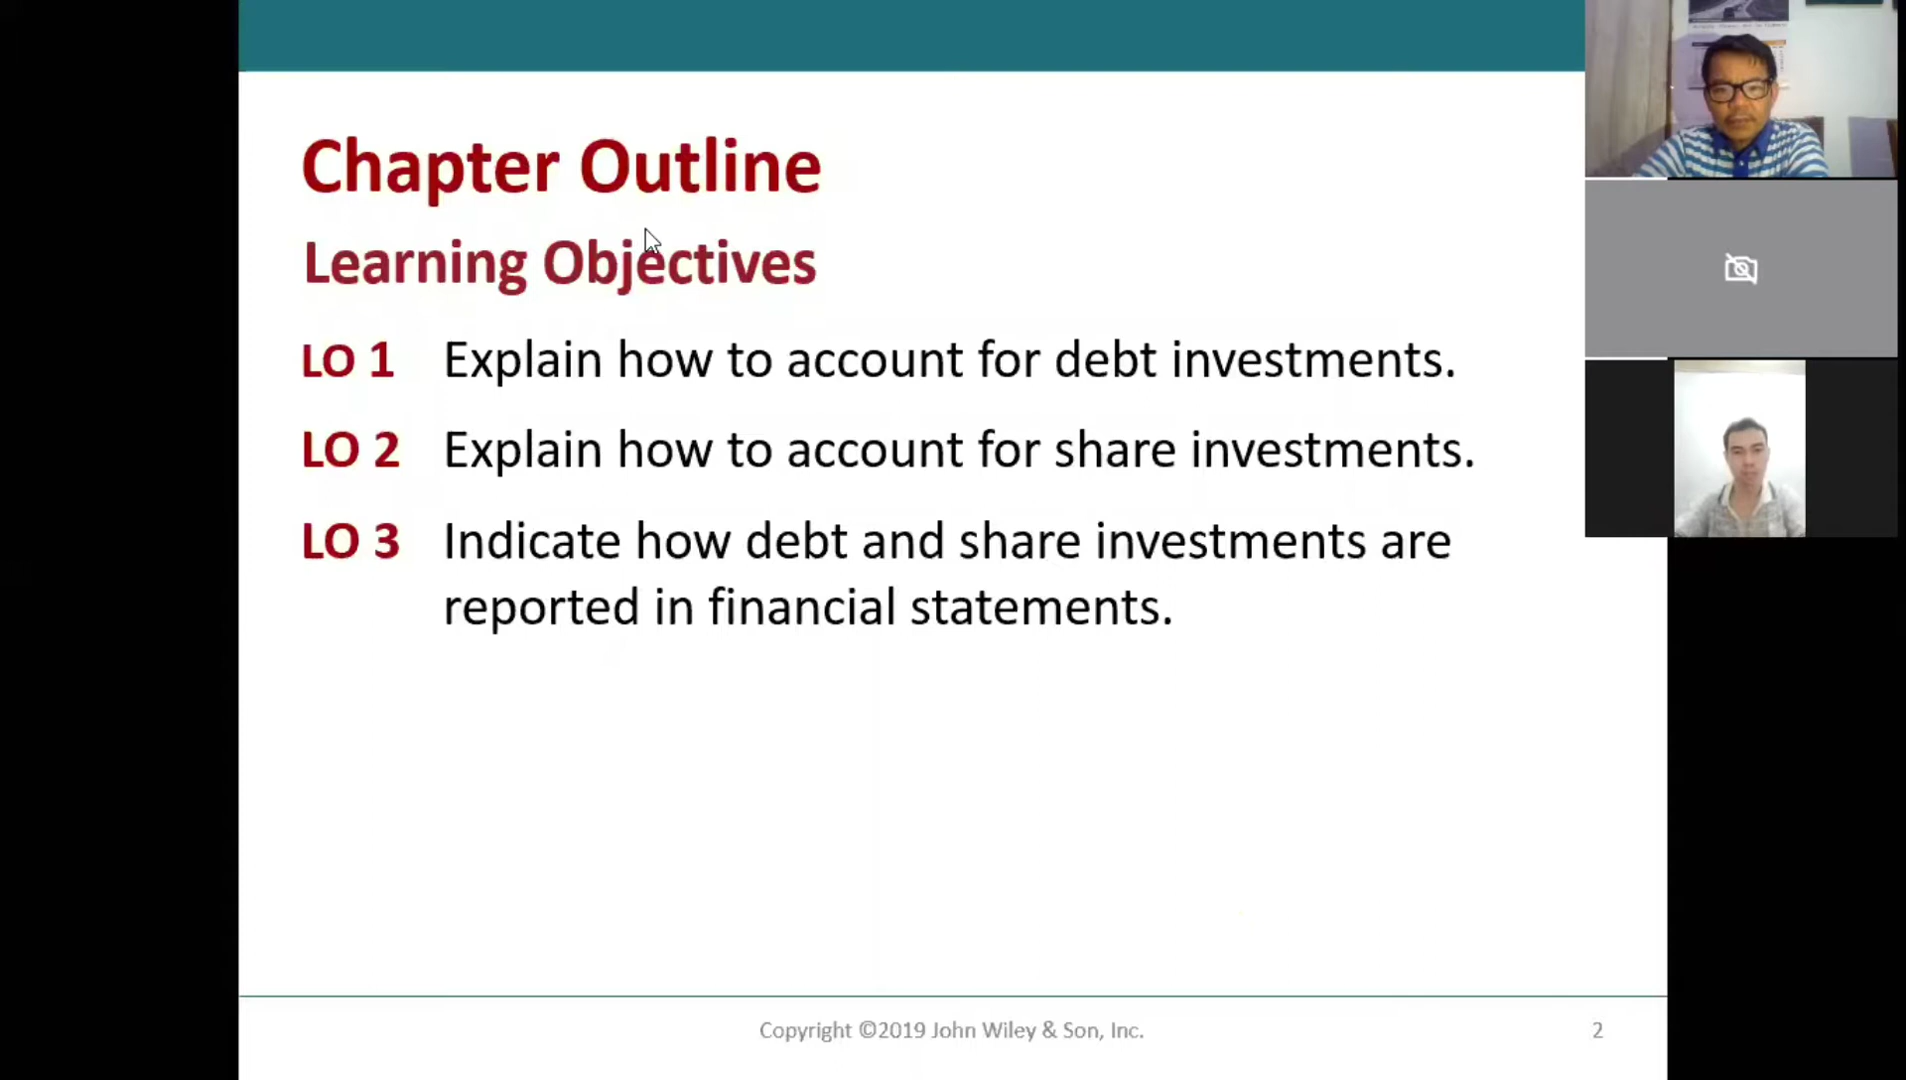 Chapter Outline
Learning Objectives
LO 1 Explain how to account for debt investments.
LO 2 Explain how to account for share investments.
LO 3 Indicate how debt and share investments are
reported in financial statements.
Copyright ©2019 John Wiley & Son, Inc.
2